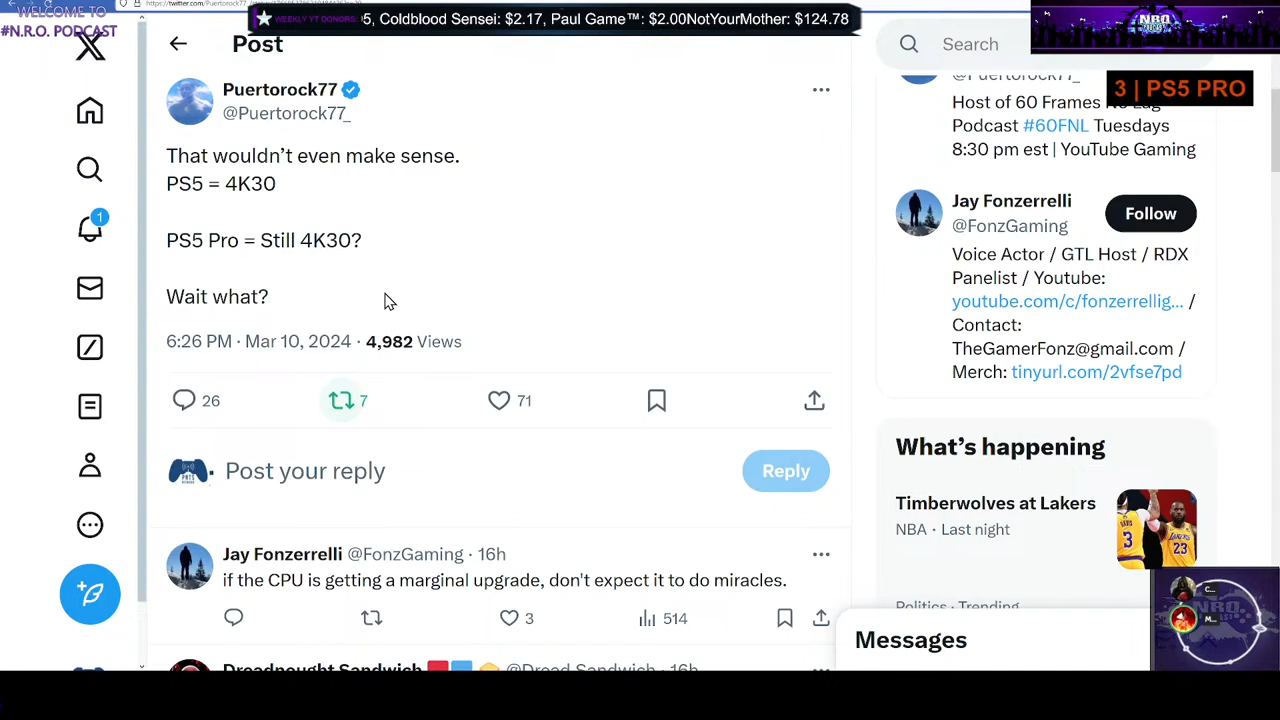 WELCOME TO
#N.R.O. PODCAST
WEEKLY YT DONORS: 5, Coldblood Sensei: $2.17, Paul Game™: $2.00NotYourMother: $124.78
N.R.O.
3 | PS5 PRO
Post
Search
Puertorock77
@Puertorock77_
That wouldn’t even make sense.
PS5 = 4K30
PS5 Pro = Still 4K30?
Wait what?
6:26 PM · Mar 10, 2024 · 4,982 Views
26
7
71
Post your reply
Reply
Jay Fonzerrelli @FonzGaming · 16h
if the CPU is getting a marginal upgrade, don't expect it to do miracles.
3
514
Dreadnought Sandwich @Dread_Sandwich · 16h
@Puertorock77_
Host of 60 Frames No Lag
Podcast #60FNL Tuesdays
8:30 pm est | YouTube Gaming
Jay Fonzerrelli
@FonzGaming
Follow
Voice Actor / GTL Host / RDX
Panelist / Youtube:
youtube.com/c/fonzerrellig... /
Contact:
TheGamerFonz@gmail.com /
Merch: tinyurl.com/2vfse7pd
What’s happening
Timberwolves at Lakers
NBA · Last night
Politics · Trending
Messages
1
C...
M...